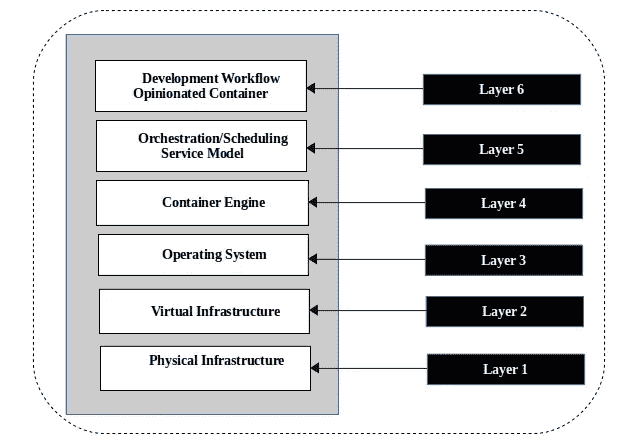 Development Workflow
Opinionated Container
Layer 6
Orchestration/Scheduling
Service Model
Layer 5
Container Engine
Layer 4
Operating System
Layer 3
Virtual Infrastructure
Layer 2
Physical Infrastructure
Layer 1